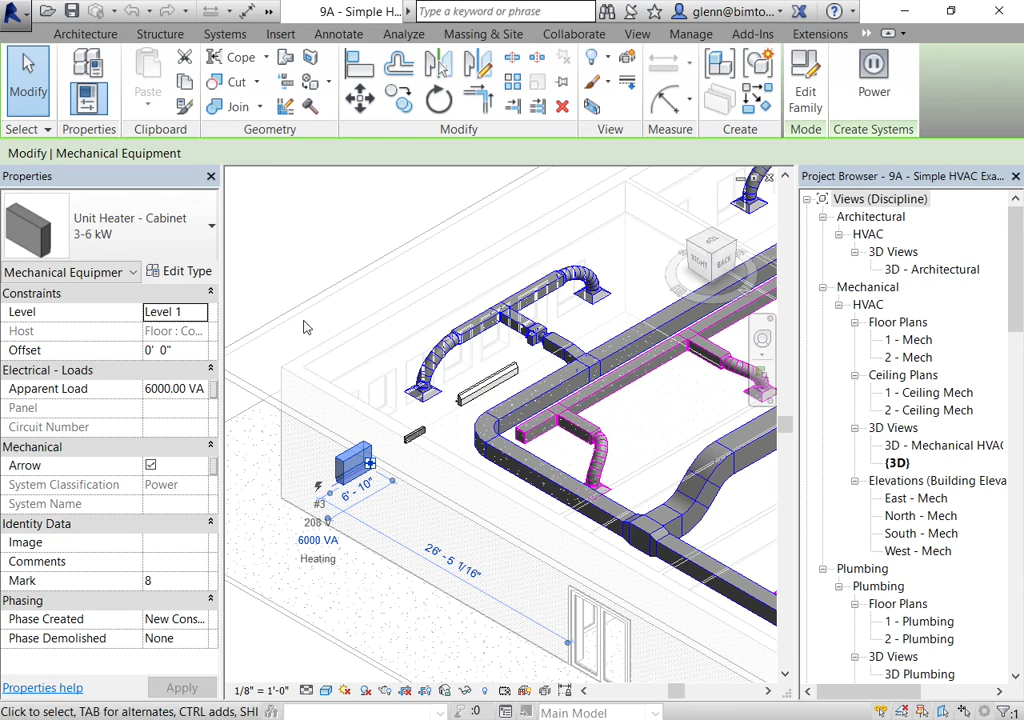 9A - Simple H...
Type a keyword or phrase
glenn@bimto...
Architecture Structure Systems Insert Annotate Analyze Massing & Site Collaborate View Manage Add-Ins Extensions
Modify
Paste
Cope
Cut
Join
Edit
Family
Power
Select Properties Clipboard Geometry Modify View Measure Create Mode Create Systems
Modify | Mechanical Equipment
Properties
Unit Heater - Cabinet
3-6 kW
Mechanical Equipmer
Edit Type
Constraints
Level Level 1
Host Floor : Co...
Offset 0' 0"
Electrical - Loads
Apparent Load 6000.00 VA
Panel
Circuit Number
Mechanical
Arrow
System Classification Power
System Name
Identity Data
Image
Comments
Mark 8
Phasing
Phase Created New Cons...
Phase Demolished None
Properties help
Apply
TOP
RIGHT
BACK
6' - 10"
#3
208 V
6000 VA
Heating
26' - 5 1/16"
1/8" = 1'-0"
Project Browser - 9A - Simple HVAC Exa...
Views (Discipline)
Architectural
HVAC
3D Views
3D - Architectural
Mechanical
HVAC
Floor Plans
1 - Mech
2 - Mech
Ceiling Plans
1 - Ceiling Mech
2 - Ceiling Mech
3D Views
3D - Mechanical HVAC
{3D}
Elevations (Building Eleva
East - Mech
North - Mech
South - Mech
West - Mech
Plumbing
Plumbing
Floor Plans
1 - Plumbing
2 - Plumbing
3D Views
3D Plumbing
Click to select, TAB for alternates, CTRL adds, SHI
:0
Main Model
:1